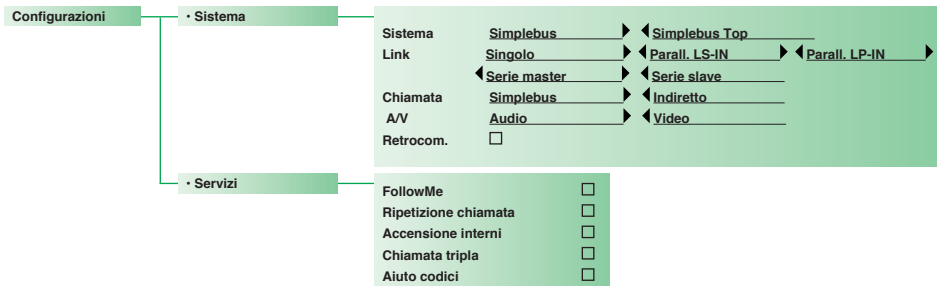 Configurazioni
• Sistema
Sistema Simplebus Simplebus Top
Link Singolo Parall. LS-IN Parall. LP-IN
Serie master Serie slave
Chiamata Simplebus Indiretto
A/V Audio Video
Retrocom.
• Servizi
FollowMe
Ripetizione chiamata
Accensione interni
Chiamata tripla
Aiuto codici